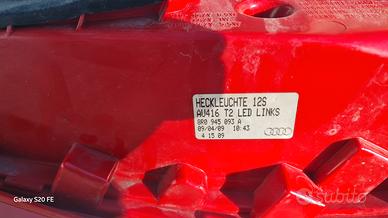 HECKLEUCHTE 12S
AU416 T2 LED LINKS
8R0 945 093 A
09/04/09 10:43
4 15 09
Galaxy S20 FE
subito